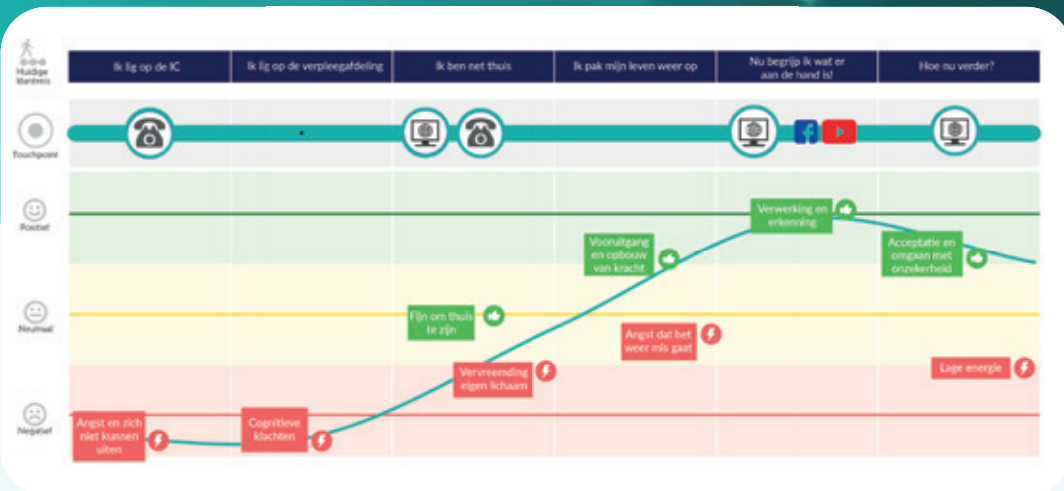 Huidige
klantreis
Ik lig op de IC
Ik lig op de verpleegafdeling
Ik ben net thuis
Ik pak mijn leven weer op
Nu begrijp ik wat er
aan de hand is!
Hoe nu verder?
Touchpoint
Positief
Verwerking en
erkenning
Vooruitgang
en opbouw
van kracht
Acceptatie en
omgaan met
onzekerheid
Neutraal
Fijn om thuis
te zijn
Angst dat het
weer mis gaat
Vervreemding
eigen lichaam
Lage energie
Negatief
Angst en zich
niet kunnen
uiten
Cognitieve
klachten